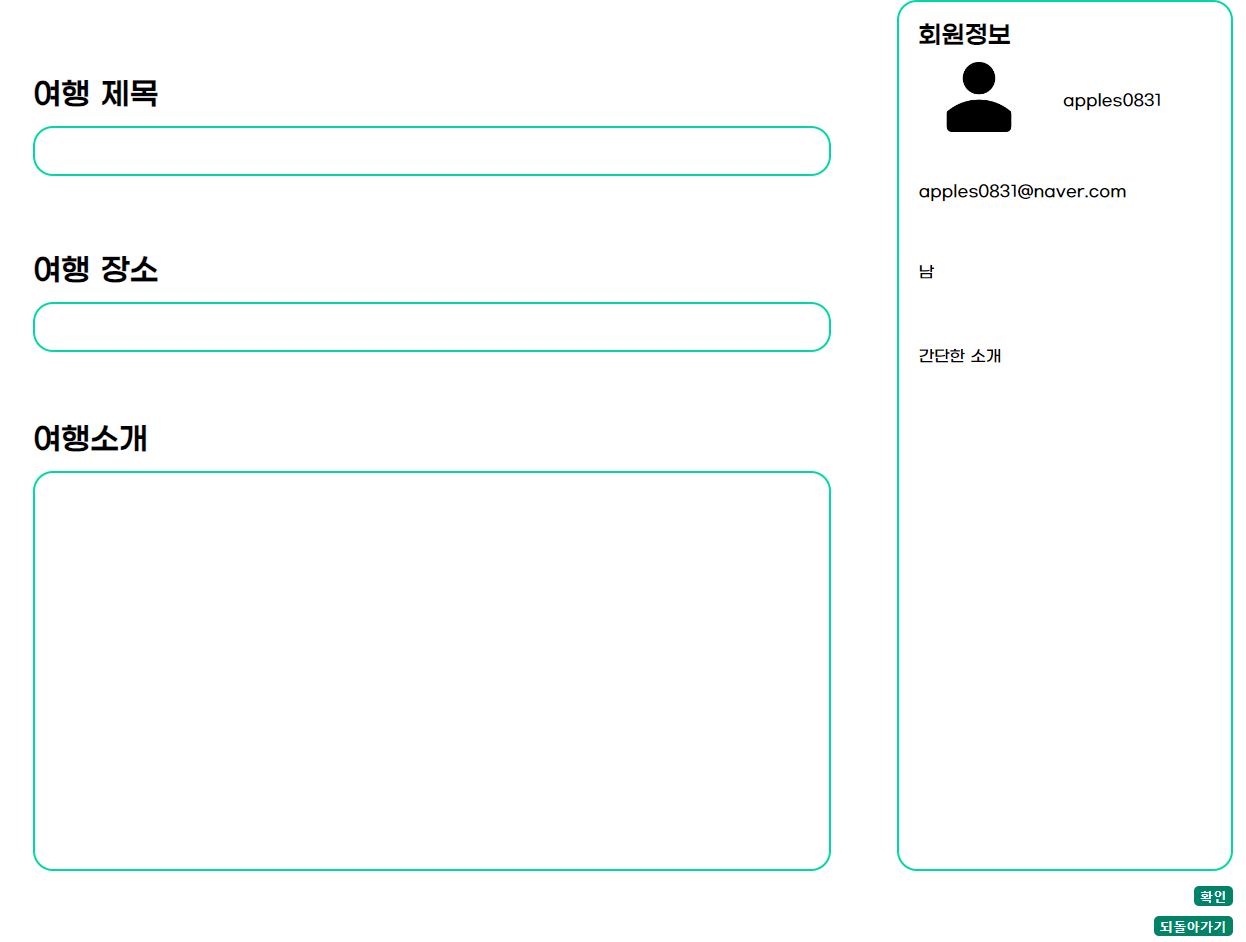 여행 제목
여행 장소
여행소개
회원정보
apples0831
apples0831@naver.com
남
간단한 소개
확인
되돌아가기